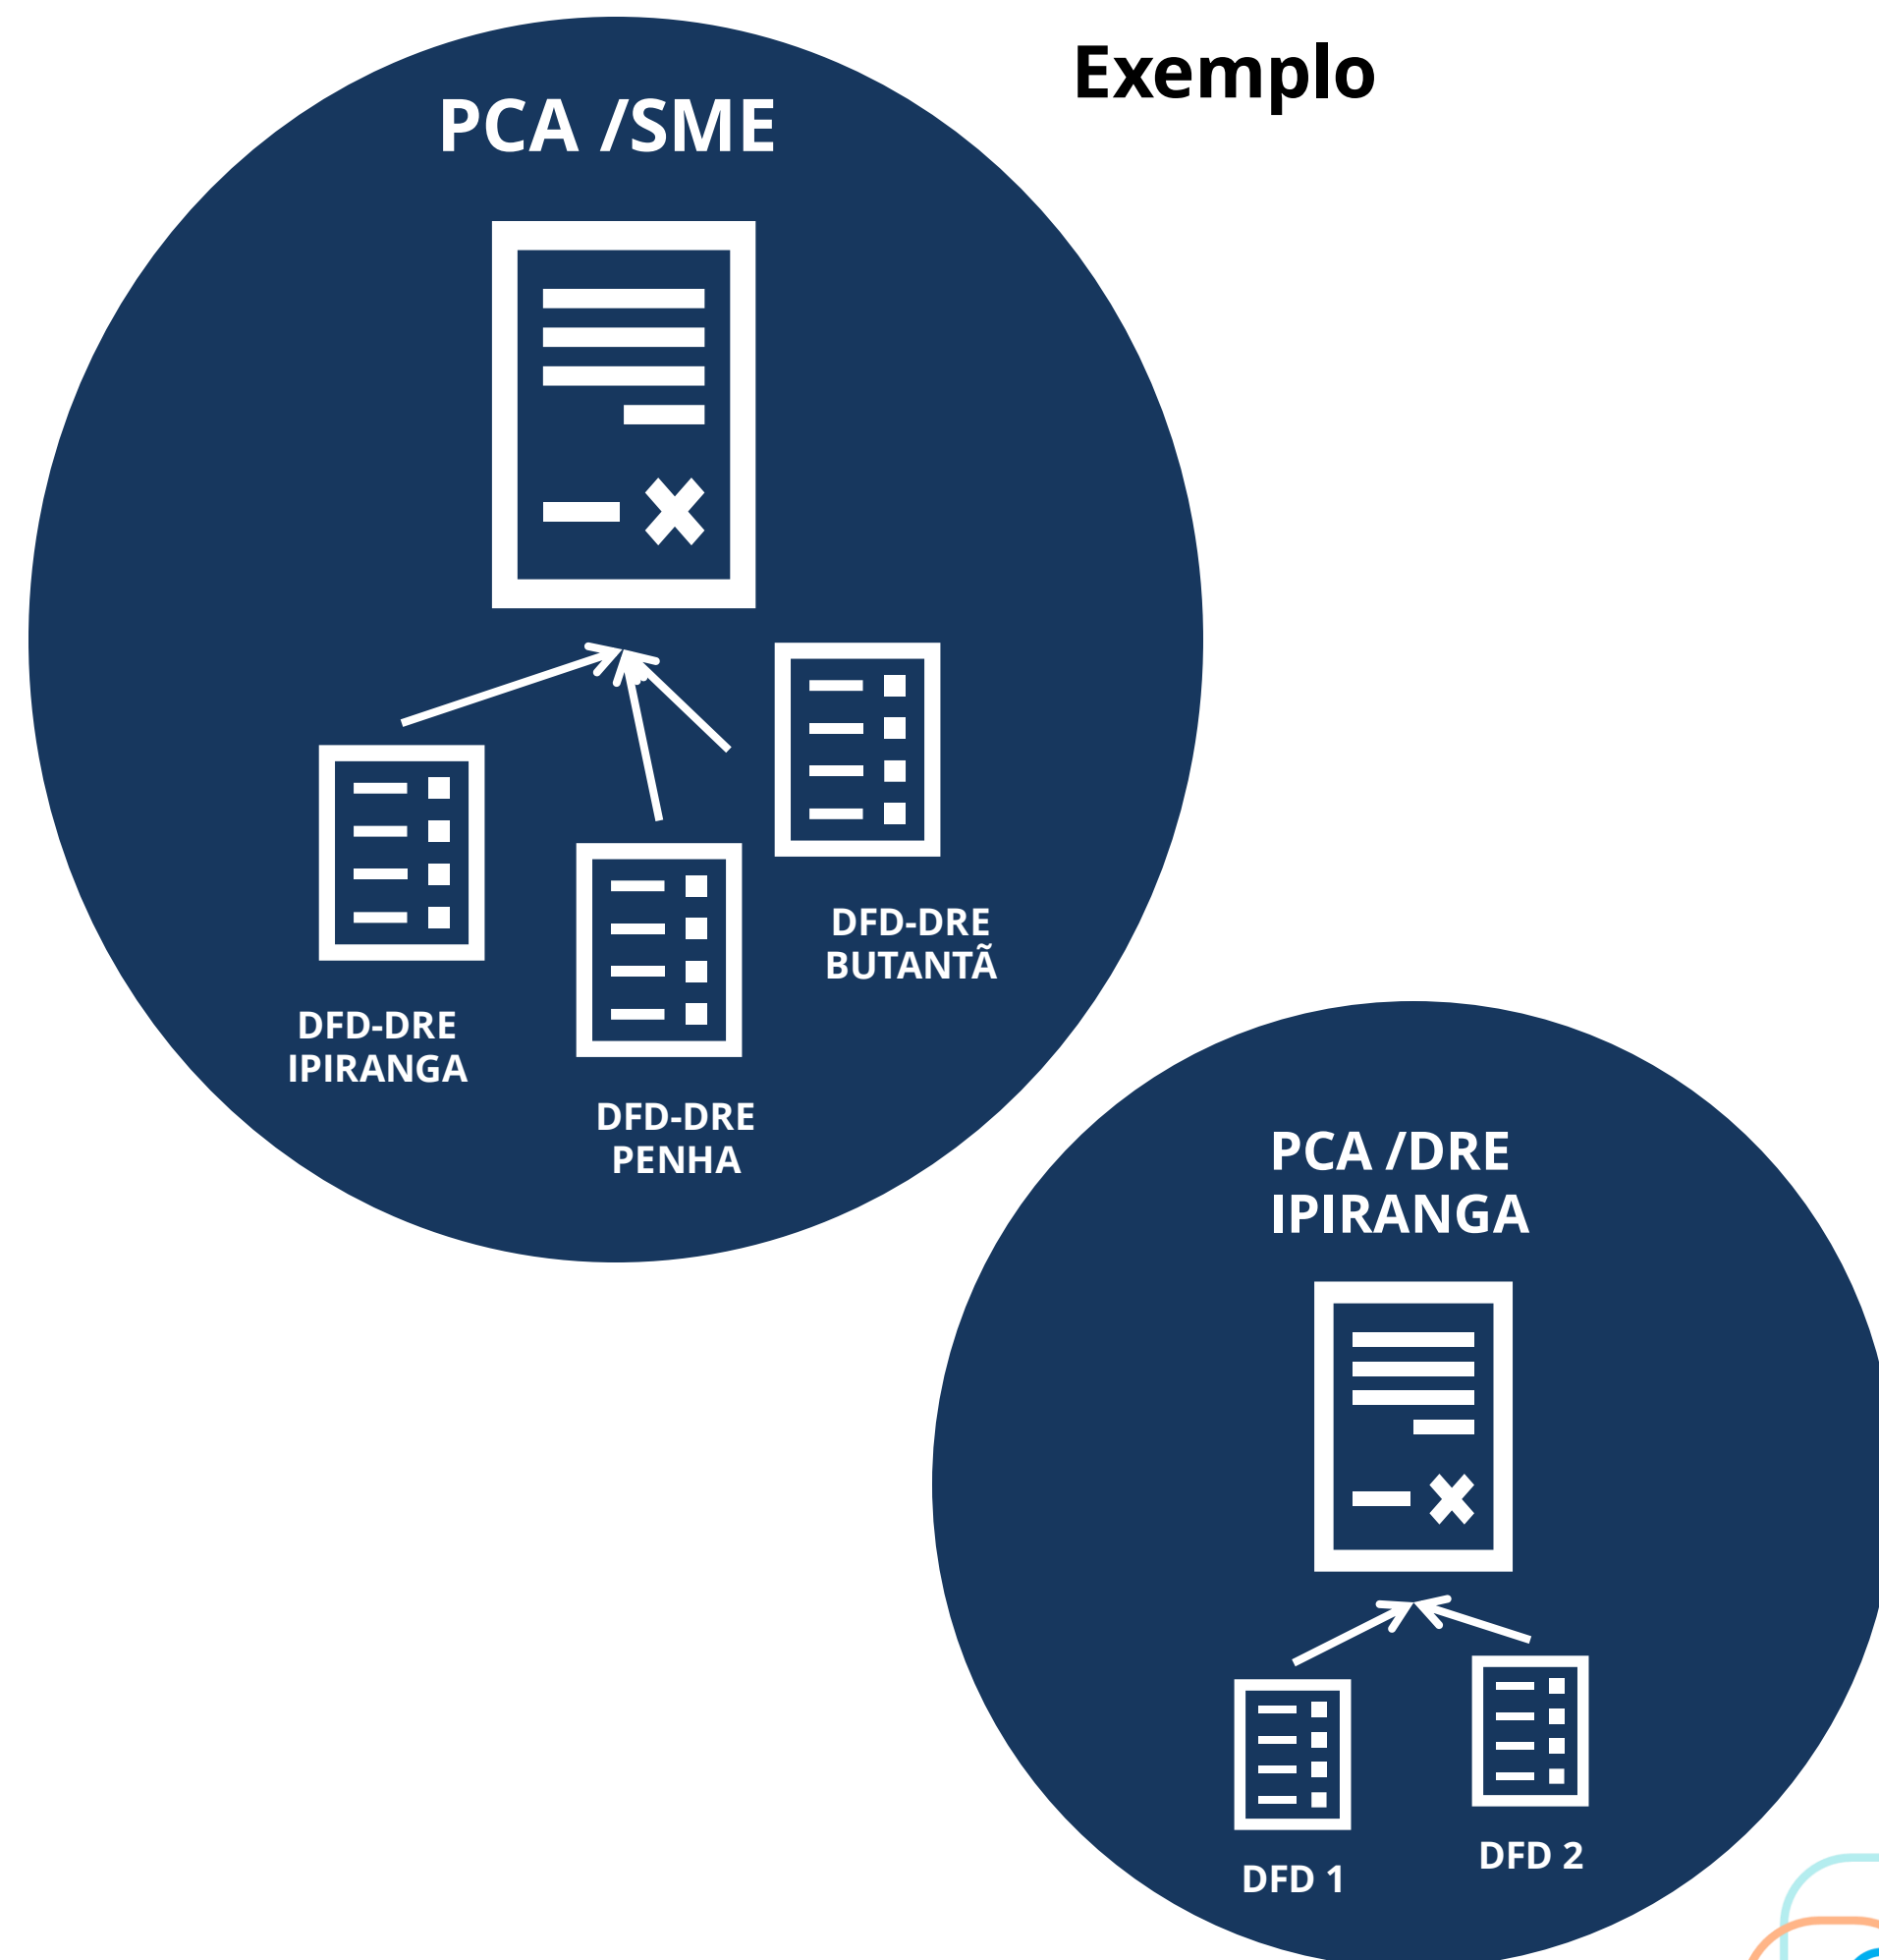 Exemplo
PCA /SME
DFD-DRE
BUTANTÃ
DFD-DRE
IPIRANGA
DFD-DRE
PENHA
PCA /DRE
IPIRANGA
DFD 1
DFD 2